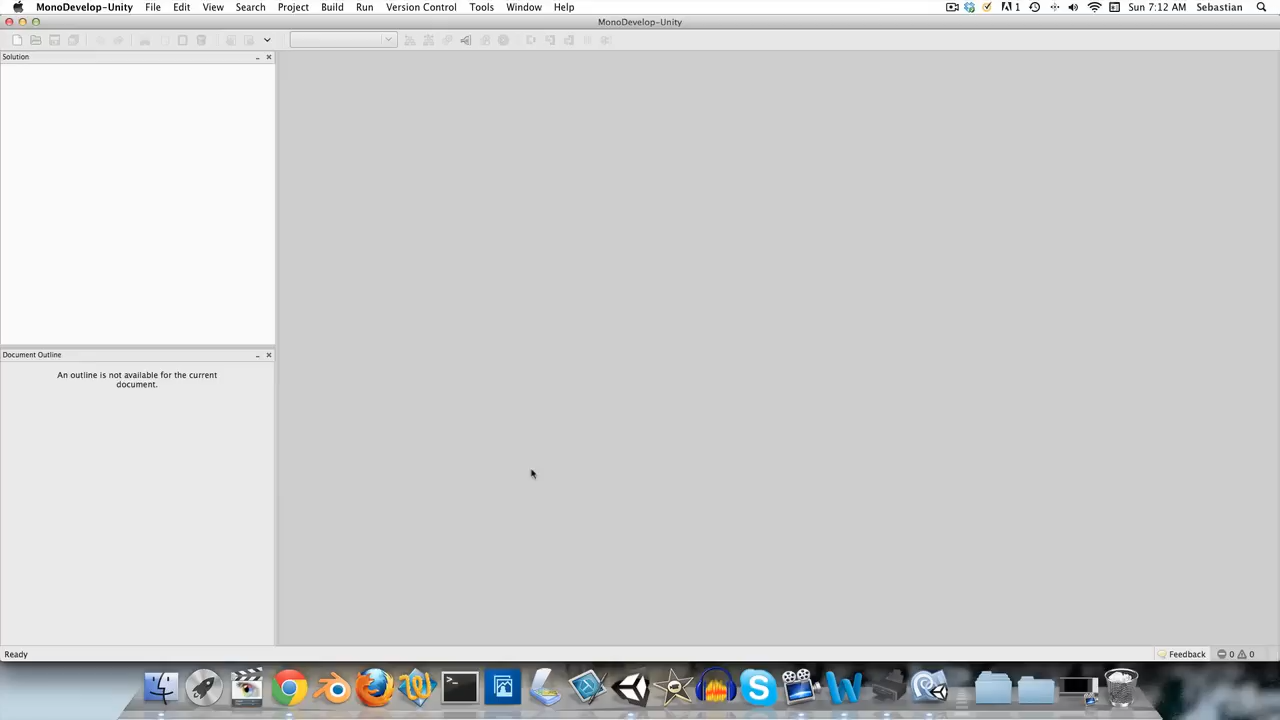 MonoDevelop-Unity File Edit View Search Project Build Run Version Control Tools Window Help 1 Sun 7:12 AM Sebastian
MonoDevelop-Unity
Solution
Document Outline
An outline is not available for the current
document.
Ready Feedback 0 0